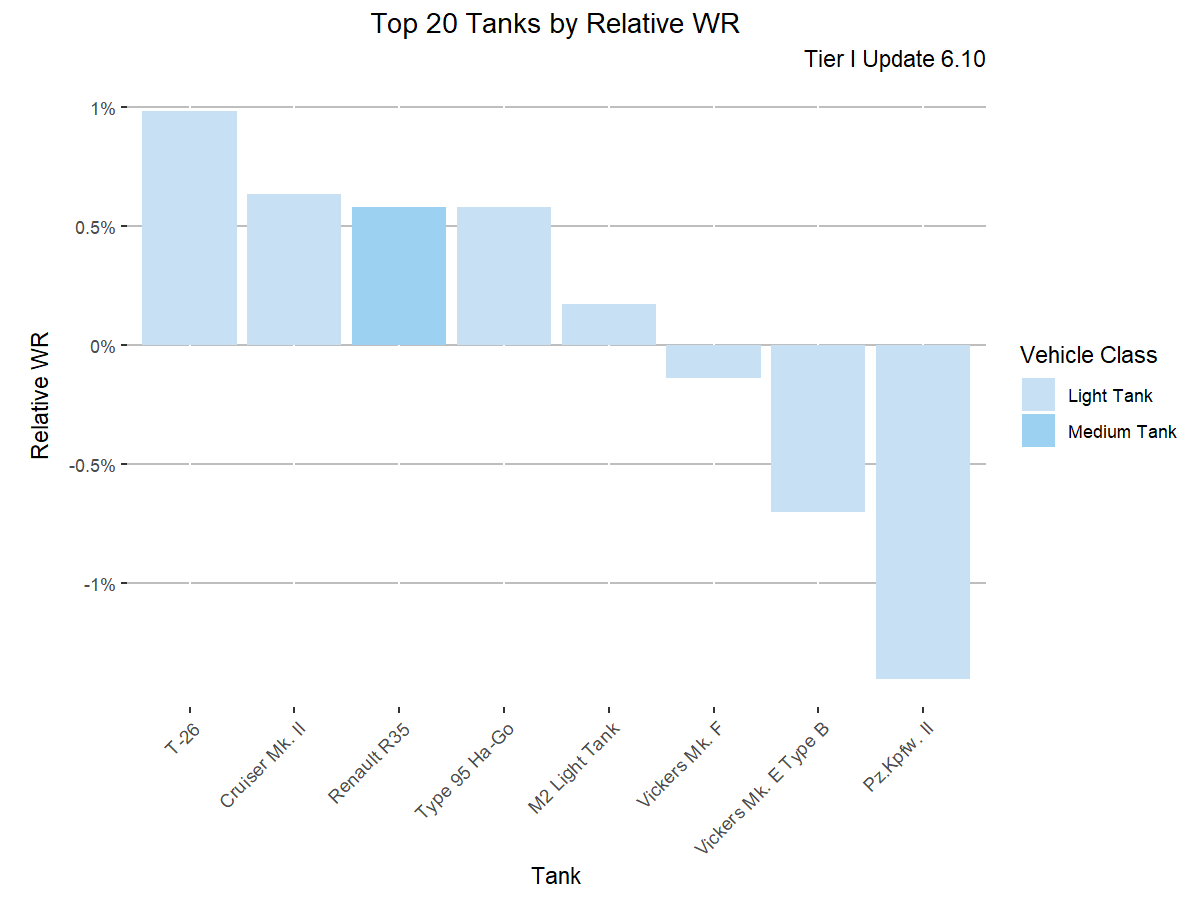 Top 20 Tanks by Relative WR
Tier I Update 6.10
1%
0.5%
0%
-0.5%
-1%
Relative WR
T-26
Cruiser Mk. II
Renault R35
Type 95 Ha-Go
M2 Light Tank
Vickers Mk. F
Vickers Mk. E Type B
Pz.Kpfw. II
Tank
Vehicle Class
Light Tank
Medium Tank